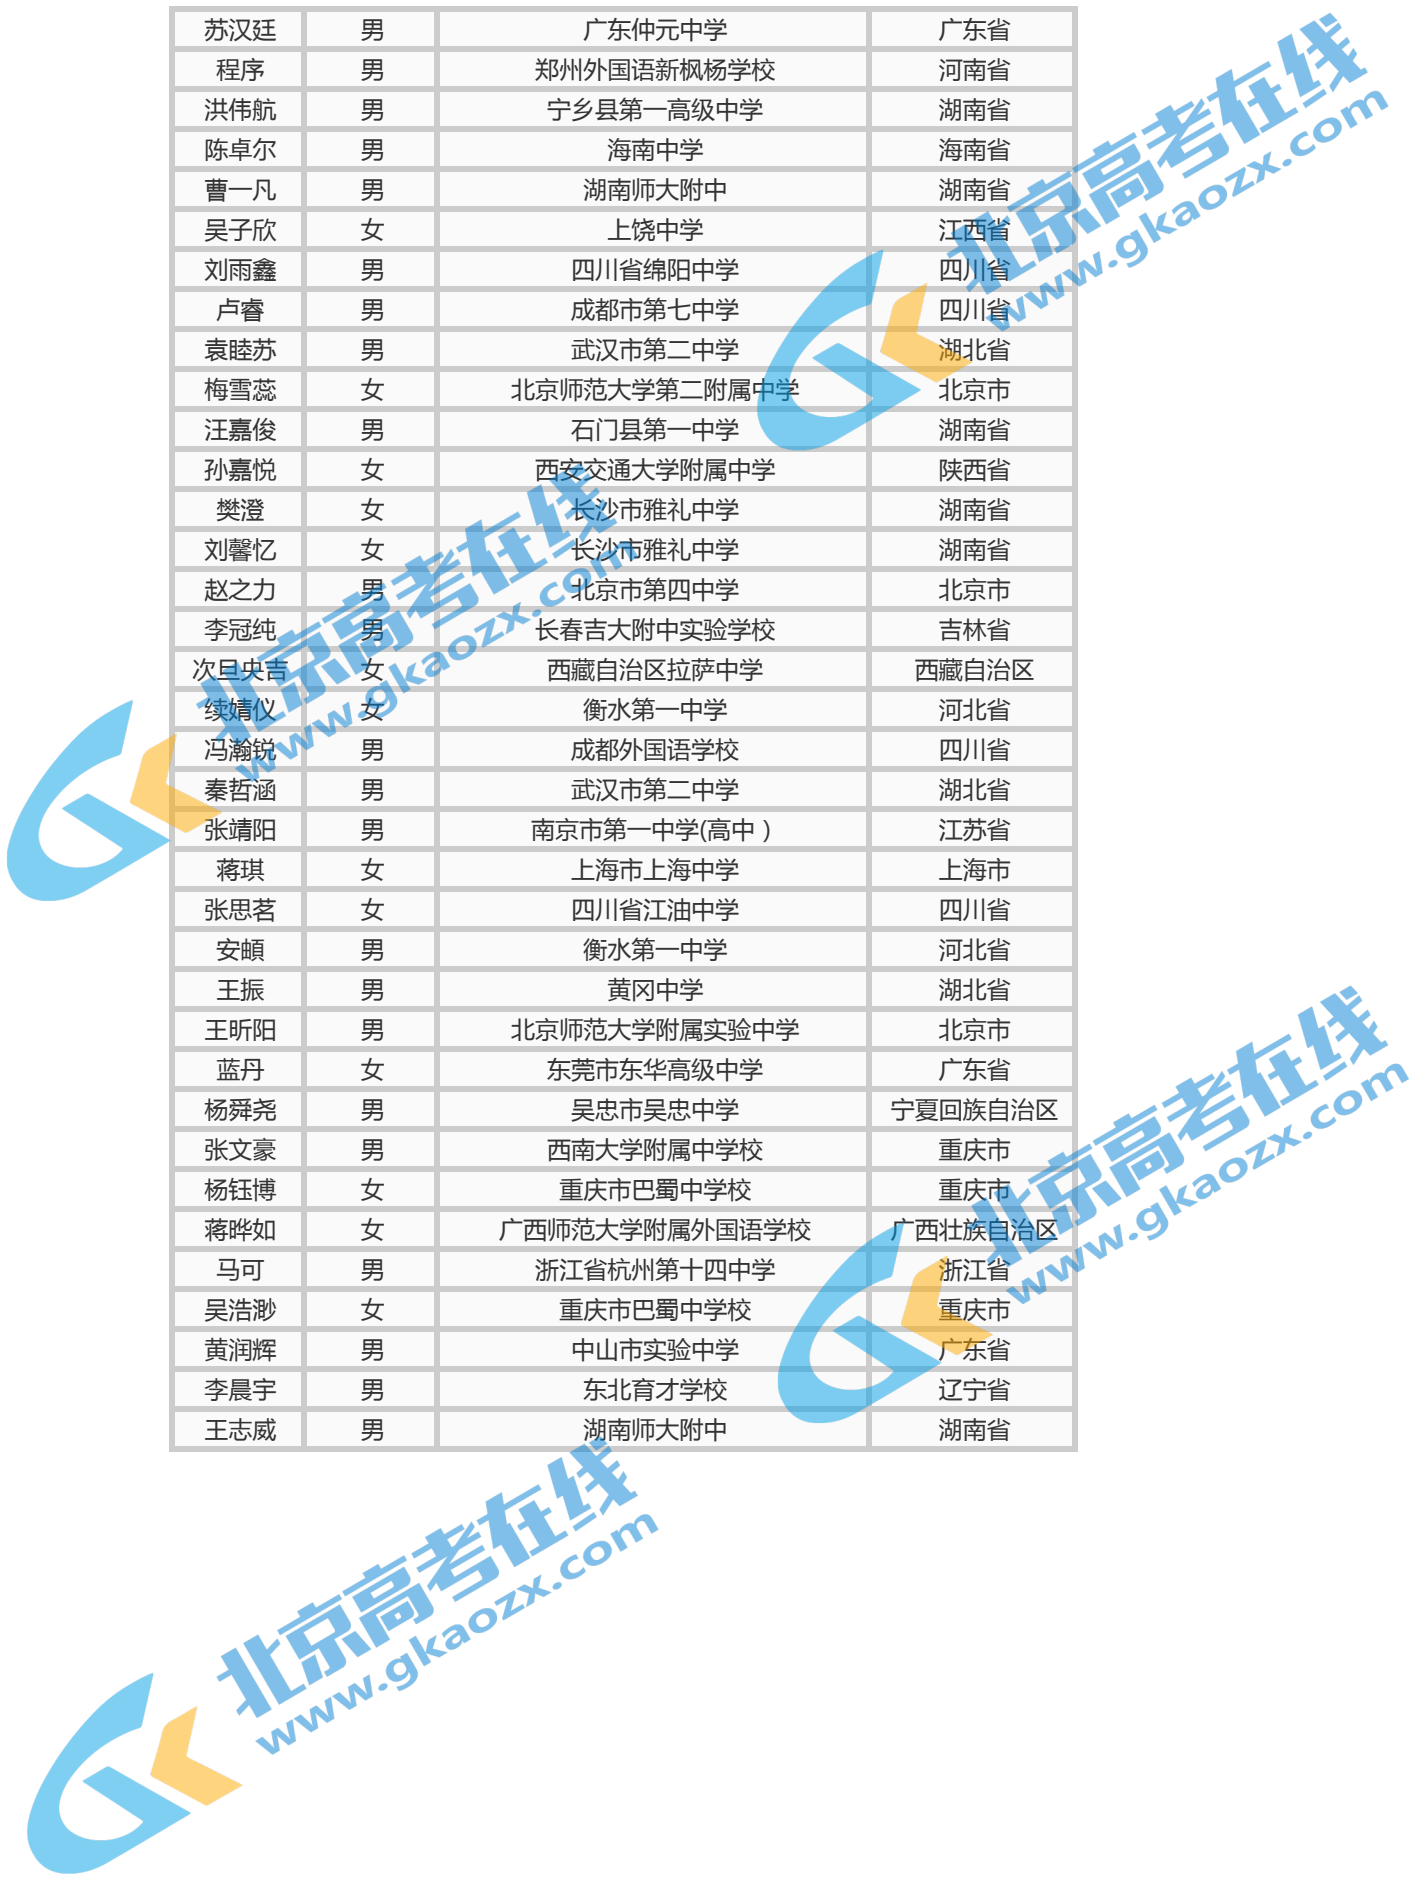 苏汉廷 男 广东仲元中学 广东省
程序 男 郑州外国语新枫杨学校 河南省
洪伟航 男 宁乡县第一高级中学 湖南省
陈卓尔 男 海南中学 海南省
曹一凡 男 湖南师大附中 湖南省
吴子欣 女 上饶中学 江西省
刘雨鑫 男 四川省绵阳中学 四川省
卢睿 男 成都市第七中学 四川省
袁睦苏 男 武汉市第二中学 湖北省
梅雪蕊 女 北京师范大学第二附属中学 北京市
汪嘉俊 男 石门县第一中学 湖南省
孙嘉悦 女 西安交通大学附属中学 陕西省
樊澄 女 长沙市雅礼中学 湖南省
刘馨忆 女 长沙市雅礼中学 湖南省
赵之力 男 北京市第四中学 北京市
李冠纯 男 长春吉大附中实验学校 吉林省
次旦央吉 女 西藏自治区拉萨中学 西藏自治区
续婧仪 女 衡水第一中学 河北省
冯瀚锐 男 成都外国语学校 四川省
秦哲涵 男 武汉市第二中学 湖北省
张靖阳 男 南京市第一中学(高中） 江苏省
蒋琪 女 上海市上海中学 上海市
张思茗 女 四川省江油中学 四川省
安頔 男 衡水第一中学 河北省
王振 男 黄冈中学 湖北省
王昕阳 男 北京师范大学附属实验中学 北京市
蓝丹 女 东莞市东华高级中学 广东省
杨舜尧 男 吴忠市吴忠中学 宁夏回族自治区
张文豪 男 西南大学附属中学校 重庆市
杨钰博 女 重庆市巴蜀中学校 重庆市
蒋晔如 女 广西师范大学附属外国语学校 广西壮族自治区
马可 男 浙江省杭州第十四中学 浙江省
吴浩渺 女 重庆市巴蜀中学校 重庆市
黄润辉 男 中山市实验中学 广东省
李晨宇 男 东北育才学校 辽宁省
王志威 男 湖南师大附中 湖南省
北京高考在线
www.gkaozx.com
北京高考在线
www.gkaozx.com
北京高考在线
www.gkaozx.com
北京高考在线
www.gkaozx.com